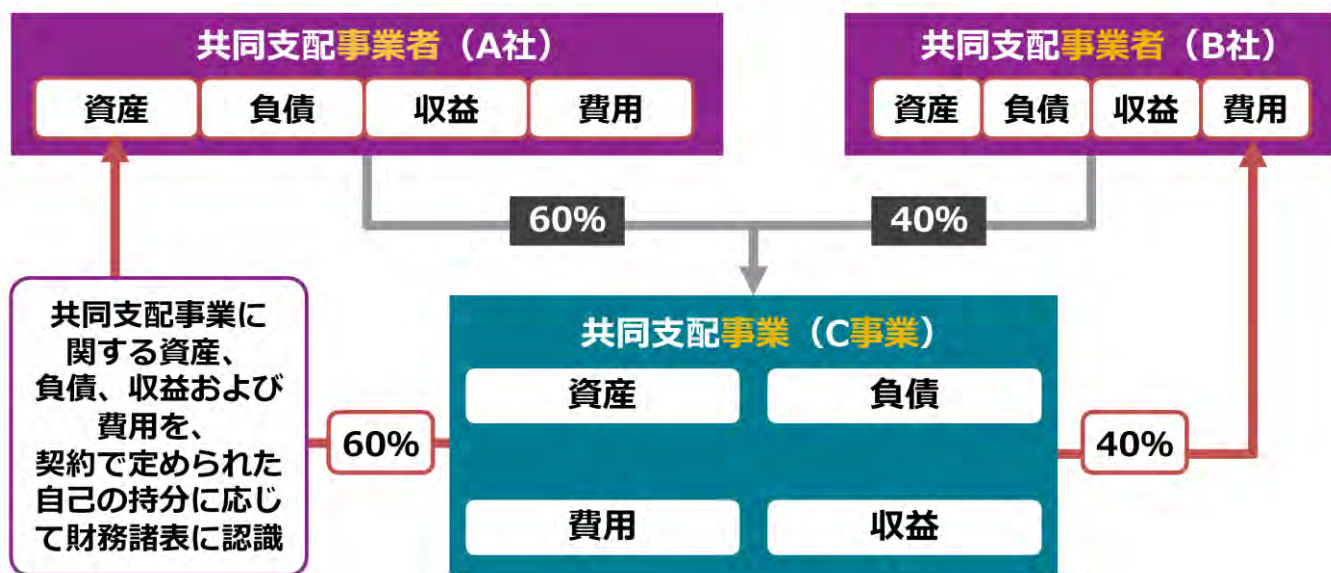 共同支配事業者（A社）
資産
負債
収益
費用
共同支配事業者（B社）
資産
負債
収益
費用
60%
40%
共同支配事業に
関する資産、
負債、収益および
費用を、
契約で定められた
自己の持分に応じ
て財務諸表に認識
60%
共同支配事業（C事業）
資産
負債
費用
収益
40%